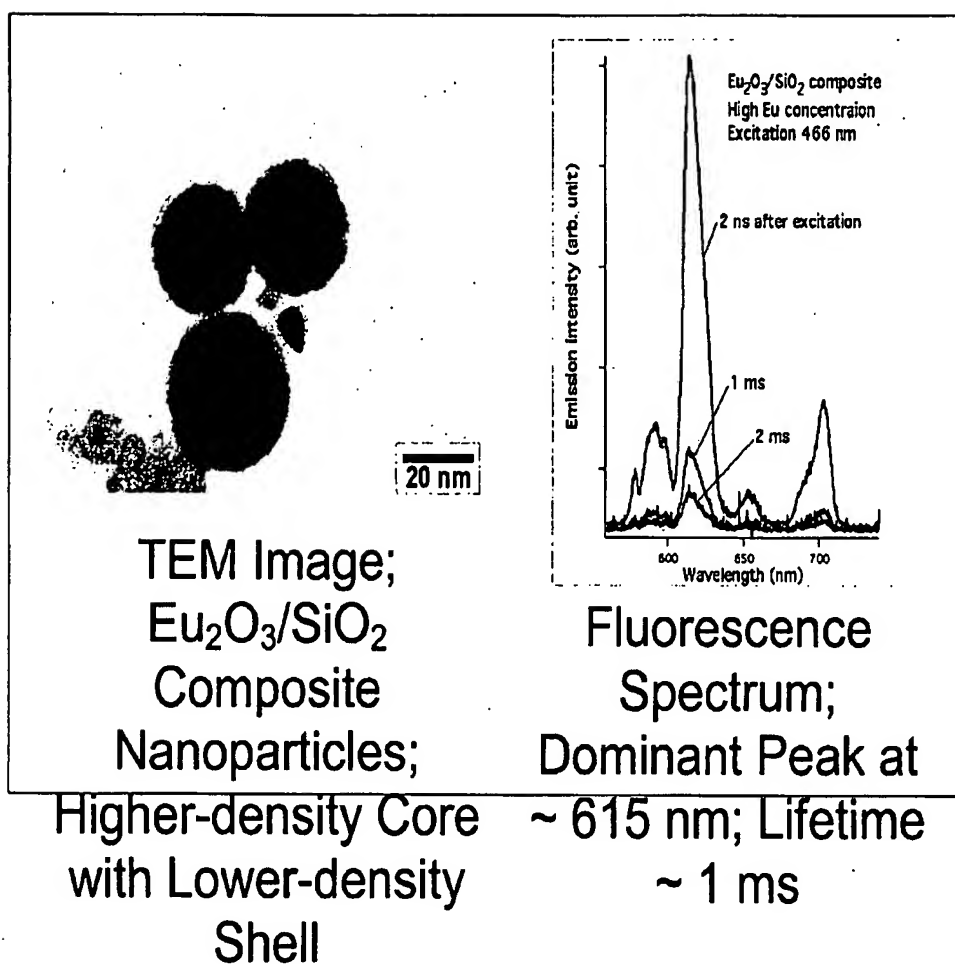 Eu₂O₃/SiO₂ composite
High Eu concentraion
Excitation 466 nm
2 ns after excitation
1 ms
2 ms
Emission Intensity (arb. unit)
600 650 700
Wavelength (nm)
20 nm
TEM Image;
Eu₂O₃/SiO₂
Composite
Nanoparticles;
Higher-density Core
with Lower-density
Shell
Fluorescence
Spectrum;
Dominant Peak at
~ 615 nm; Lifetime
~ 1 ms